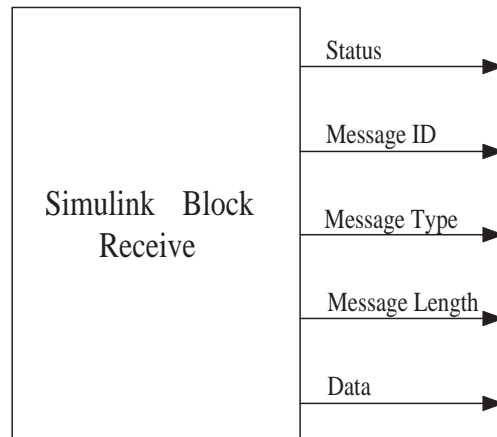 Status
Message ID
Simulink Block
Receive
Message Type
Message Length
Data